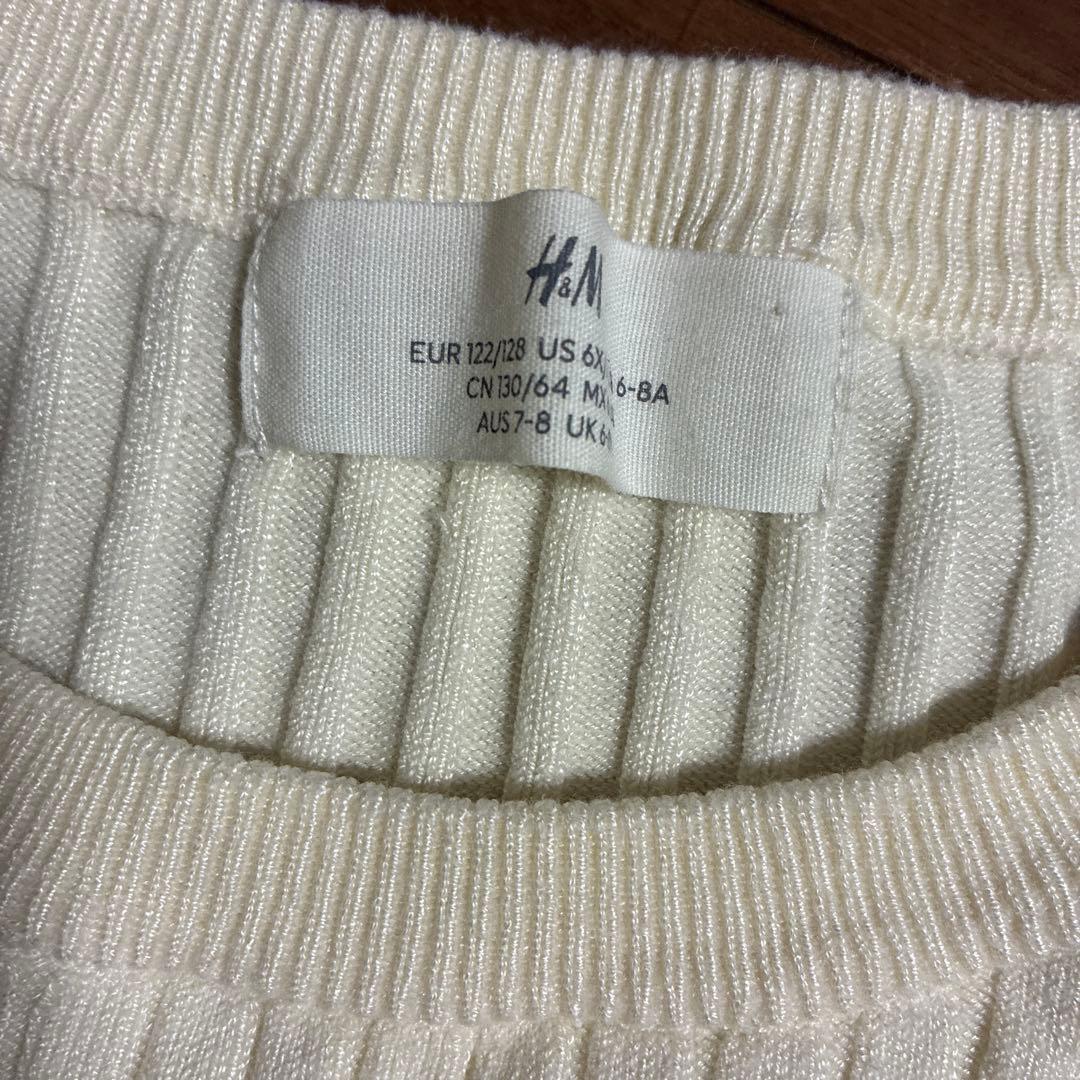 H&M
EUR 122/128 US 6X/ 6-8A
CN 130/64 MX
AUS 7-8 UK 6-